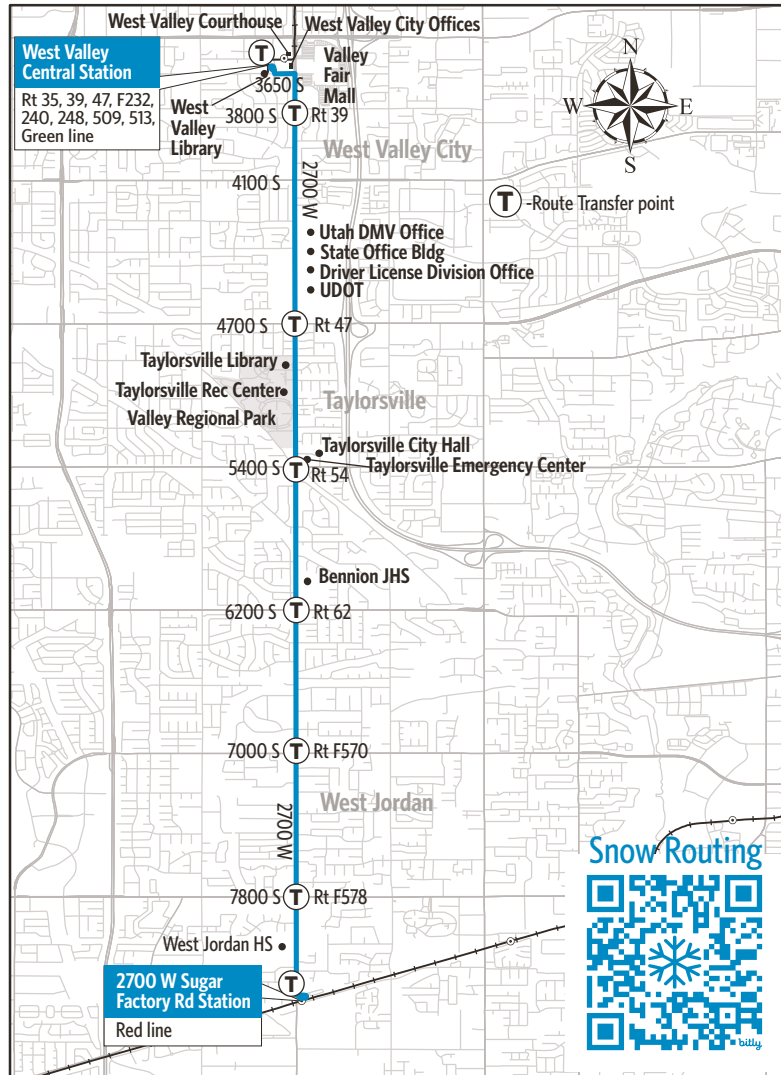 West Valley Courthouse
West Valley City Offices
West Valley
Central Station
Rt 35, 39, 47, F232,
240, 248, 509, 513,
Green line
T
Valley
Fair
Mall
West
Valley
Library
3650 S
3800 S
T
Rt 39
N
W
E
S
West Valley City
2700 W
4100 S
T
-Route Transfer point
Utah DMV Office
State Office Bldg
Driver License Division Office
UDOT
4700 S
T
Rt 47
Taylorsville Library
Taylorsville Rec Center
Valley Regional Park
Taylorsville
Taylorsville City Hall
Taylorsville Emergency Center
5400 S
T
Rt 54
Bennion JHS
6200 S
T
Rt 62
7000 S
T
Rt F570
West Jordan
2700 W
Snow Routing
7800 S
T
Rt F578
West Jordan HS
2700 W Sugar
Factory Rd Station
Red line
T
bitly